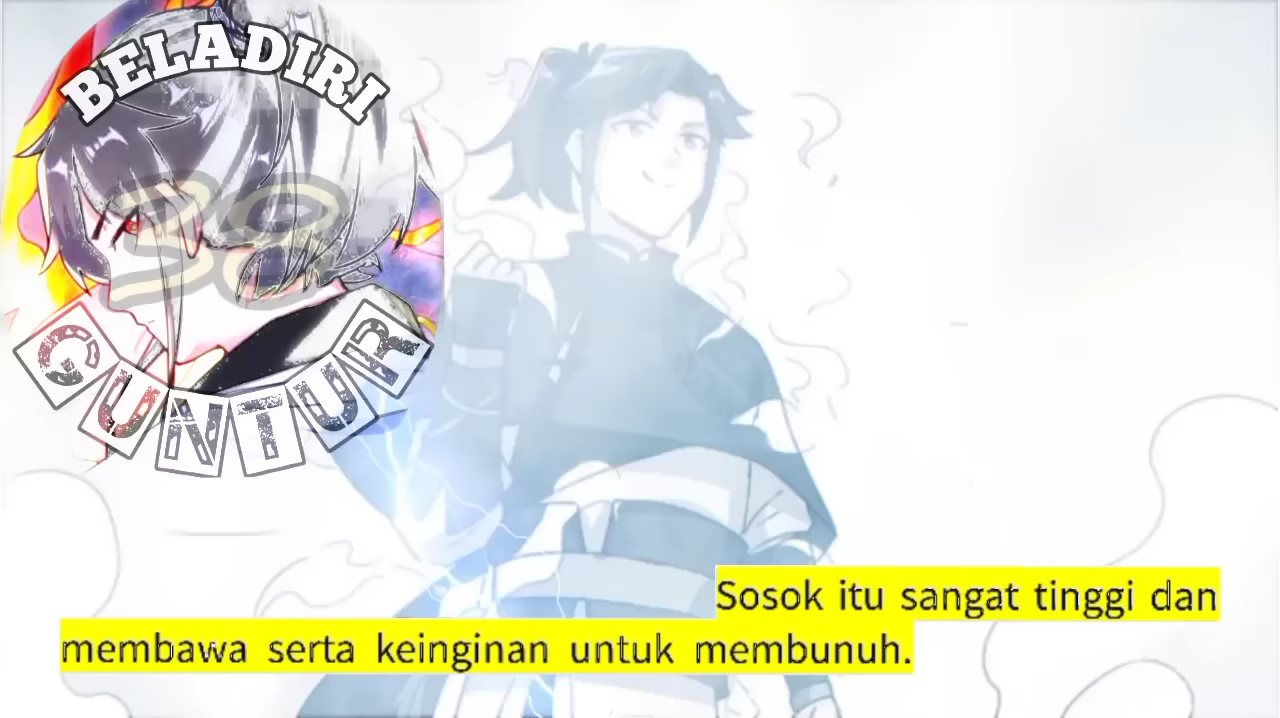 BELADIRI
GUNTUR
Sosok itu sangat tinggi dan
membawa serta keinginan untuk membunuh.